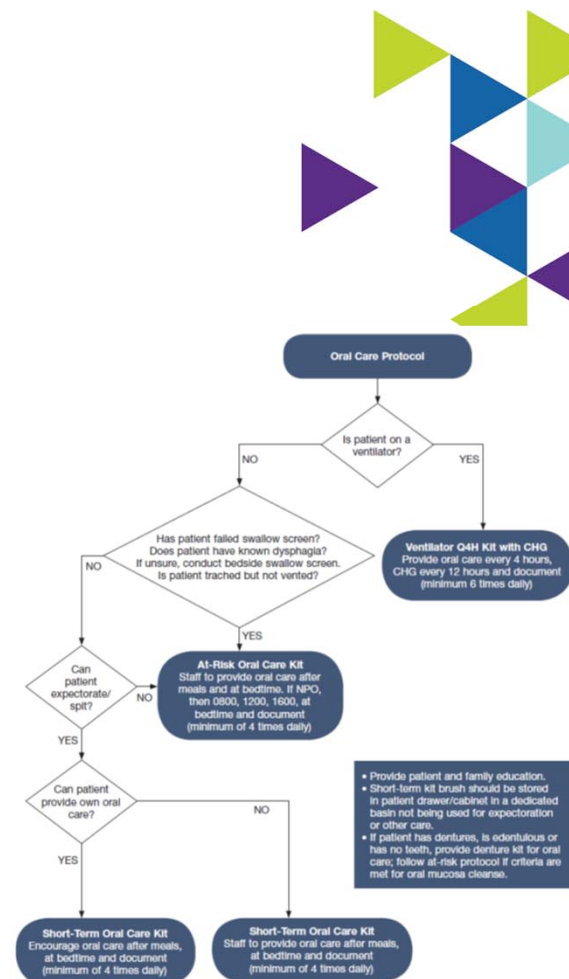 Oral Care Protocol
Is patient on a
ventilator?
NO
YES
Has patient failed swallow screen?
Does patient have known dysphagia?
If unsure, conduct bedside swallow screen.
Is patient trached but not vented?
Ventilator Q4H Kit with CHG
Provide oral care every 4 hours,
CHG every 12 hours and document
(minimum 6 times daily)
NO
YES
Can
patient
expectorate/
spit?
NO
At-Risk Oral Care Kit
Staff to provide oral care after
meals and at bedtime. If NPO,
then 0800, 1200, 1600, at
bedtime and document
(minimum of 4 times daily)
YES
Can patient
provide own oral
care?
NO
YES
• Provide patient and family education.
• Short-term kit brush should be stored
in patient drawer/cabinet in a dedicated
basin not being used for expectoration
or other care.
• If patient has dentures, is edentulous or
has no teeth, provide denture kit for oral
care; follow at-risk protocol if criteria are
met for oral mucosa cleanse.
Short-Term Oral Care Kit
Encourage oral care after meals,
at bedtime and document
(minimum of 4 times daily)
Short-Term Oral Care Kit
Staff to provide oral care after meals,
at bedtime and document
(minimum of 4 times daily)